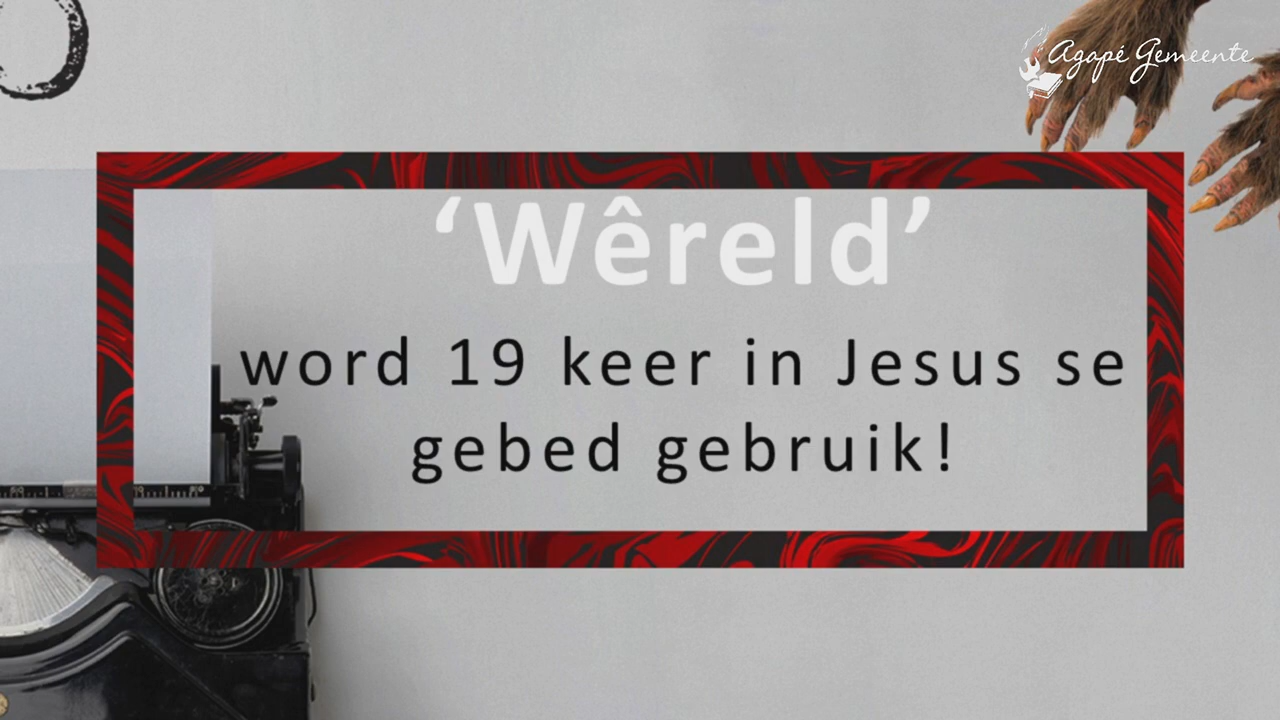 Agapé Gemeente
‘Wêreld’
word 19 keer in Jesus se
gebed gebruik!